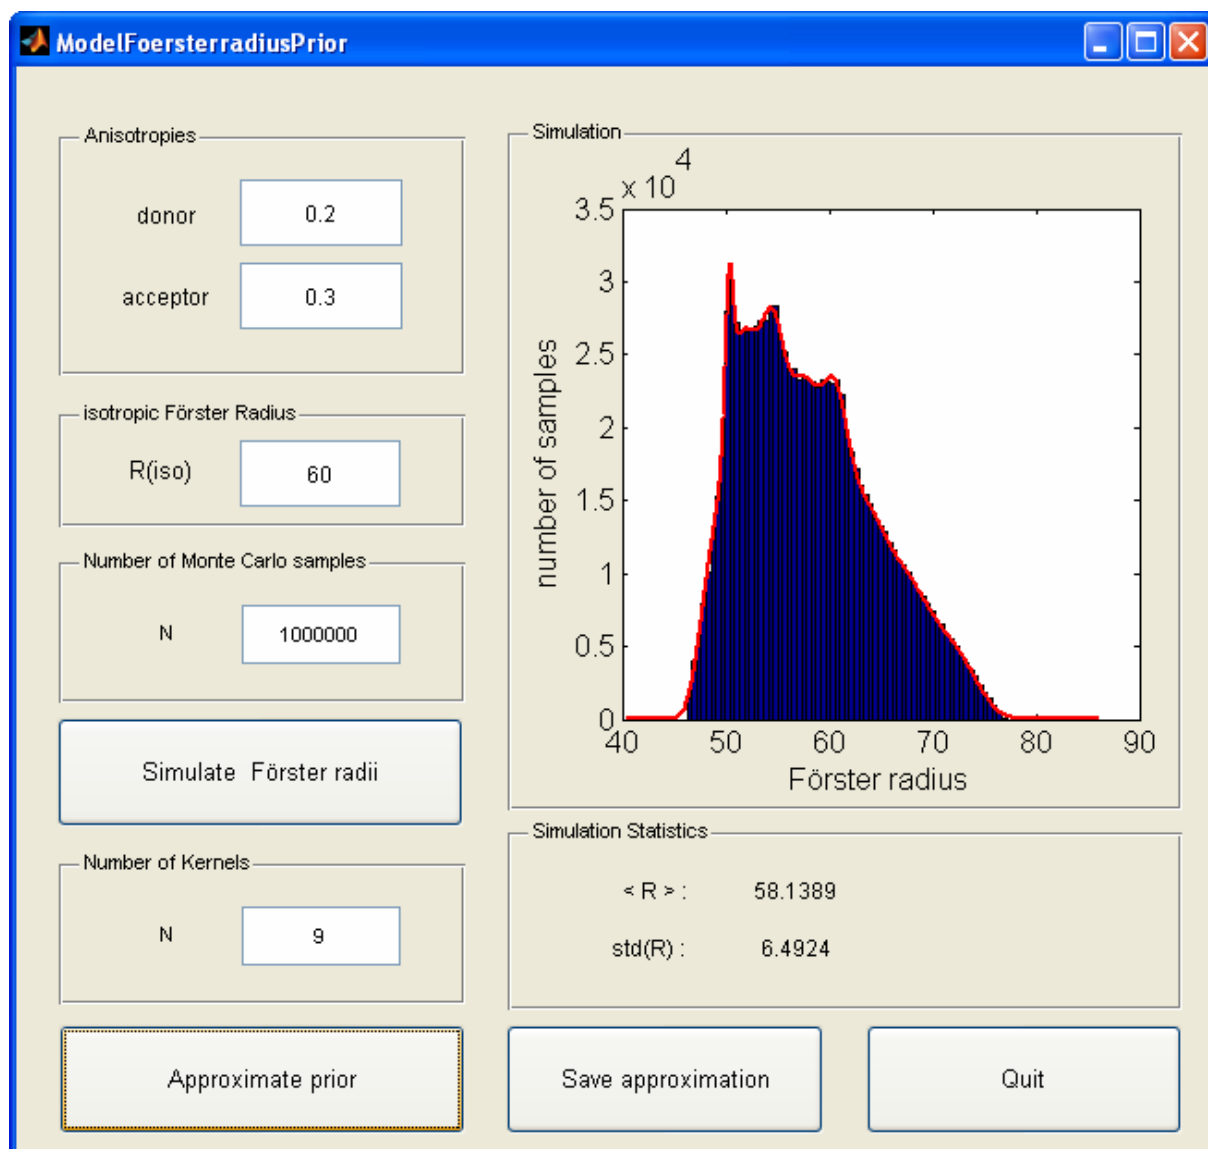 ModelFoersterradiusPrior
Anisotropies
donor 0.2
acceptor 0.3
isotropic Förster Radius
R(iso) 60
Number of Monte Carlo samples
N 1000000
Simulate Förster radii
Number of Kernels
N 9
Approximate prior
Simulation
x 10 4
3.5
3
2.5
2
1.5
1
0.5
0
number of samples
40 50 60 70 80 90
Förster radius
Simulation Statistics
< R > : 58.1389
std(R) : 6.4924
Save approximation
Quit